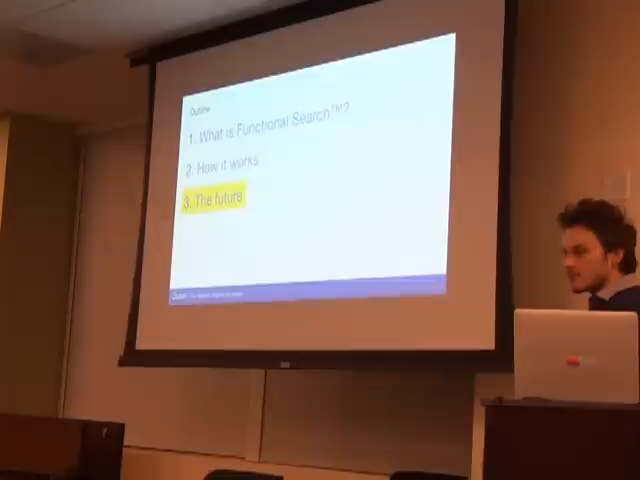 Outline
1. What is Functional Search™?
2. How it works
3. The future